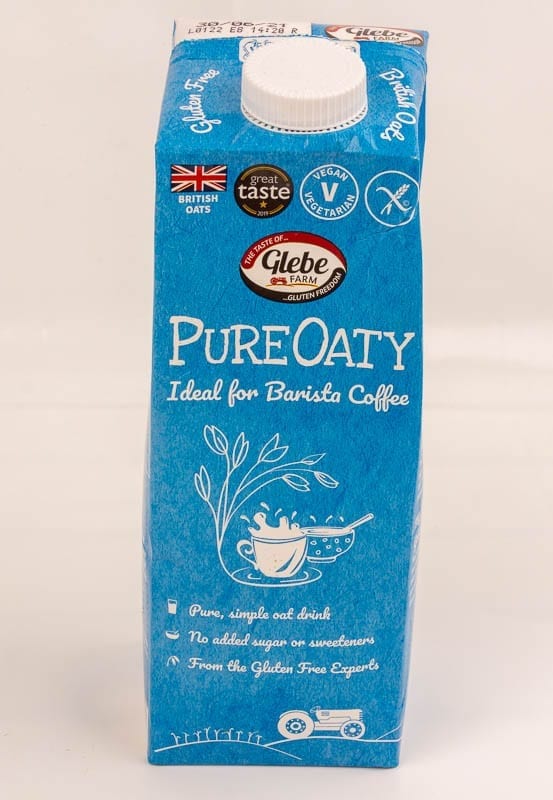 30/06/21
L0122 E8 14:20 R
Glebe
FARM
Gluten Free
British Oats
BRITISH
OATS
great
taste
2019
VEGAN
V
VEGETARIAN
THE TASTE OF...
Glebe
FARM
...GLUTEN FREEDOM
PUREOATY
Ideal for Barista Coffee
Pure, simple oat drink
No added sugar or sweeteners
From the Gluten Free Experts